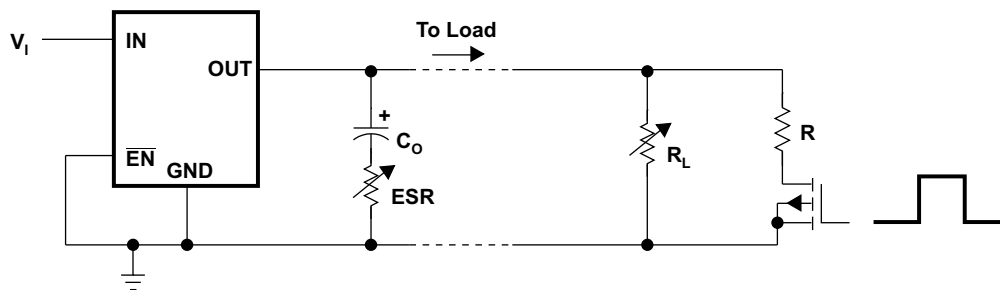 To Load
V_I
IN
OUT
+
C_O
R
R_L
EN
GND
ESR